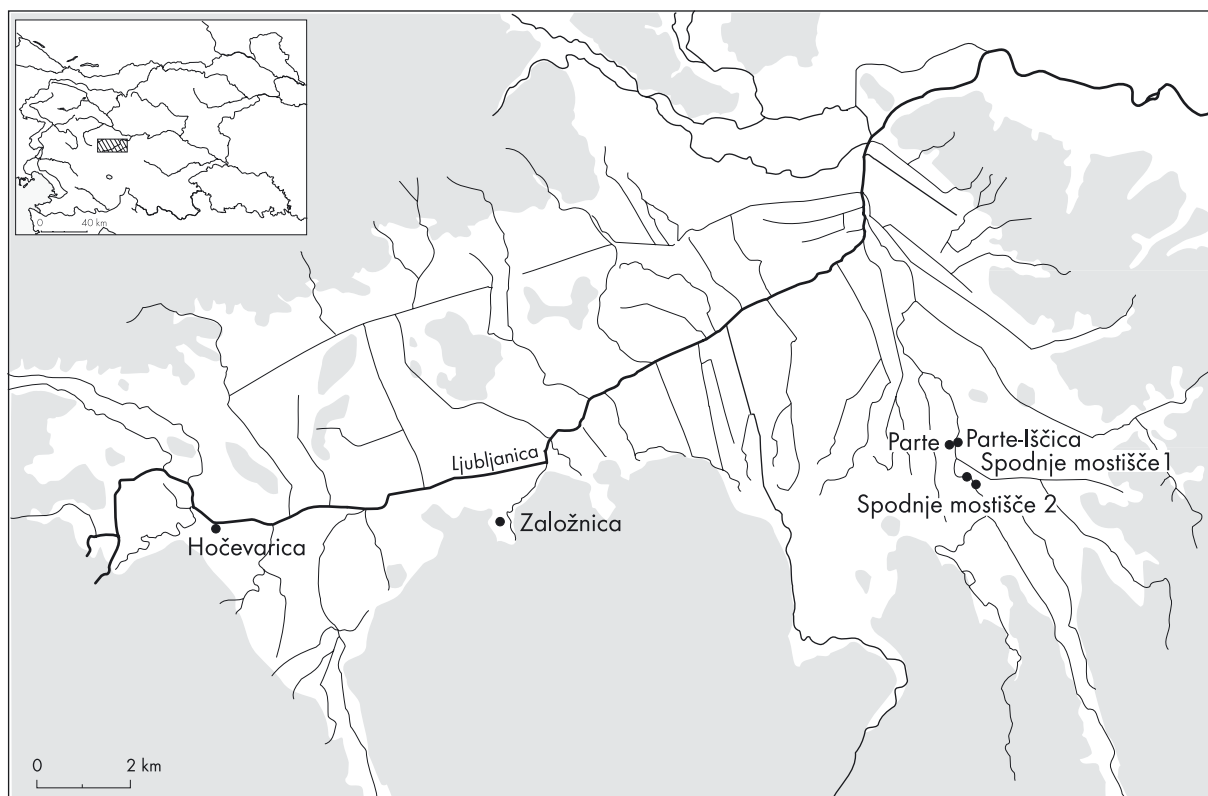 0 40 km
Ljubljanica
Parte
Parte-Iščica
Spodnje mostišče 1
Spodnje mostišče 2
Založnica
Hočevarica
0 2 km